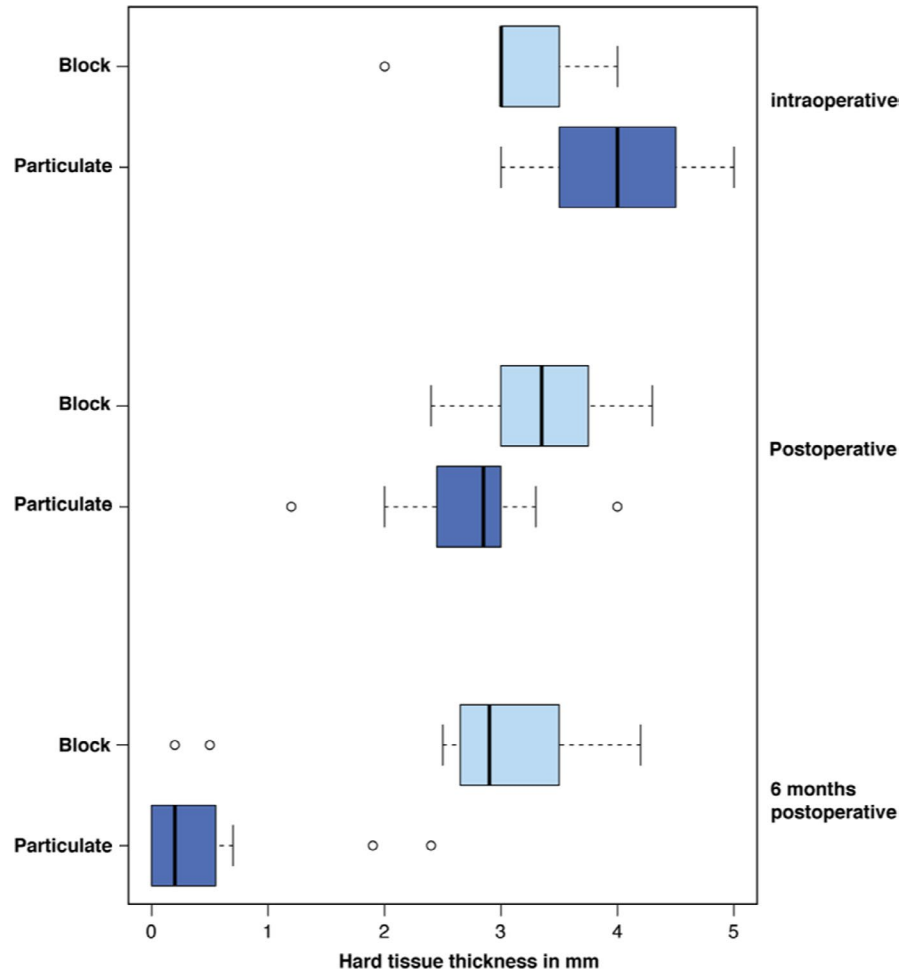 Block
intraoperative
Particulate
Block
Postoperative
Particulate
Block
6 months
postoperative
Particulate
0 1 2 3 4 5
Hard tissue thickness in mm